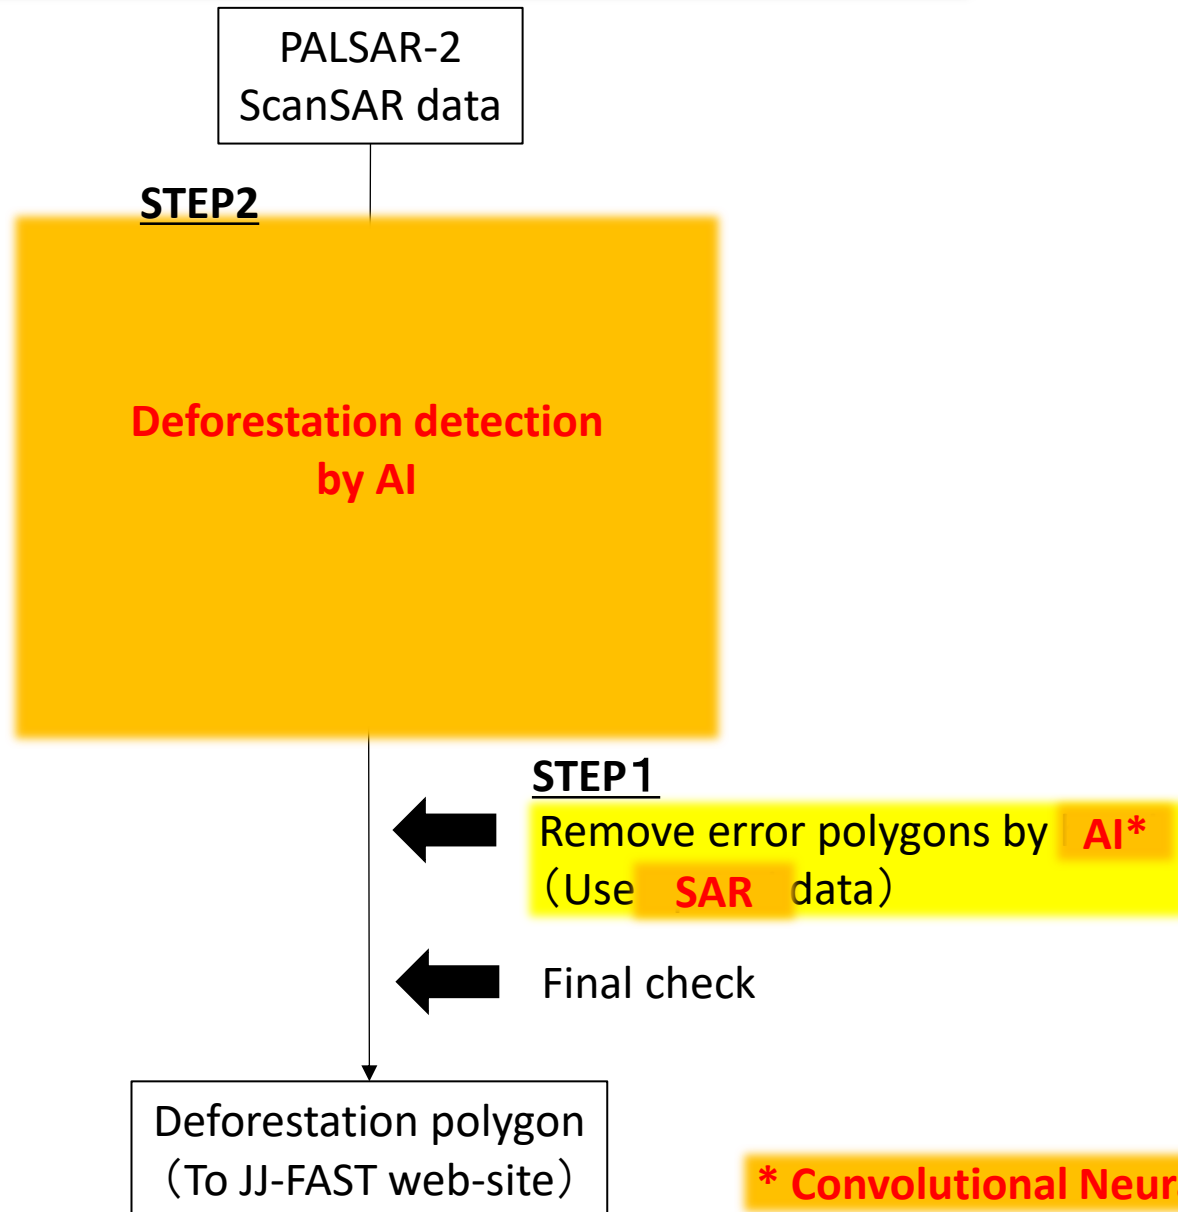 PALSAR-2
ScanSAR data
STEP2
Deforestation detection
by AI
STEP１
Remove error polygons by AI*
（Use SAR data）
Final check
Deforestation polygon
（To JJ-FAST web-site）
* Convolutional